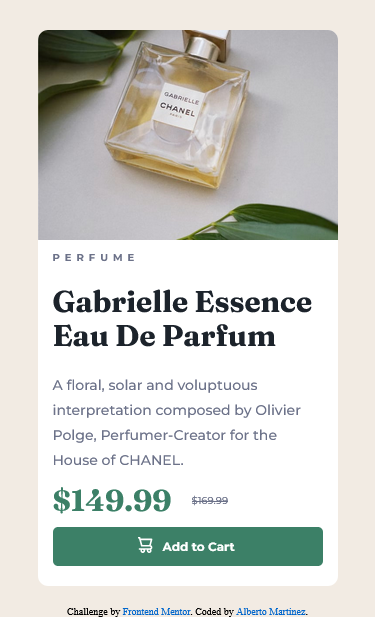 GABRIELLE
CHANEL
PARIS
PERFUME
Gabrielle Essence
Eau De Parfum
A floral, solar and voluptuous
interpretation composed by Olivier
Polge, Perfumer-Creator for the
House of CHANEL.
$149.99 $169.99
Add to Cart
Challenge by Frontend Mentor. Coded by Alberto Martinez.